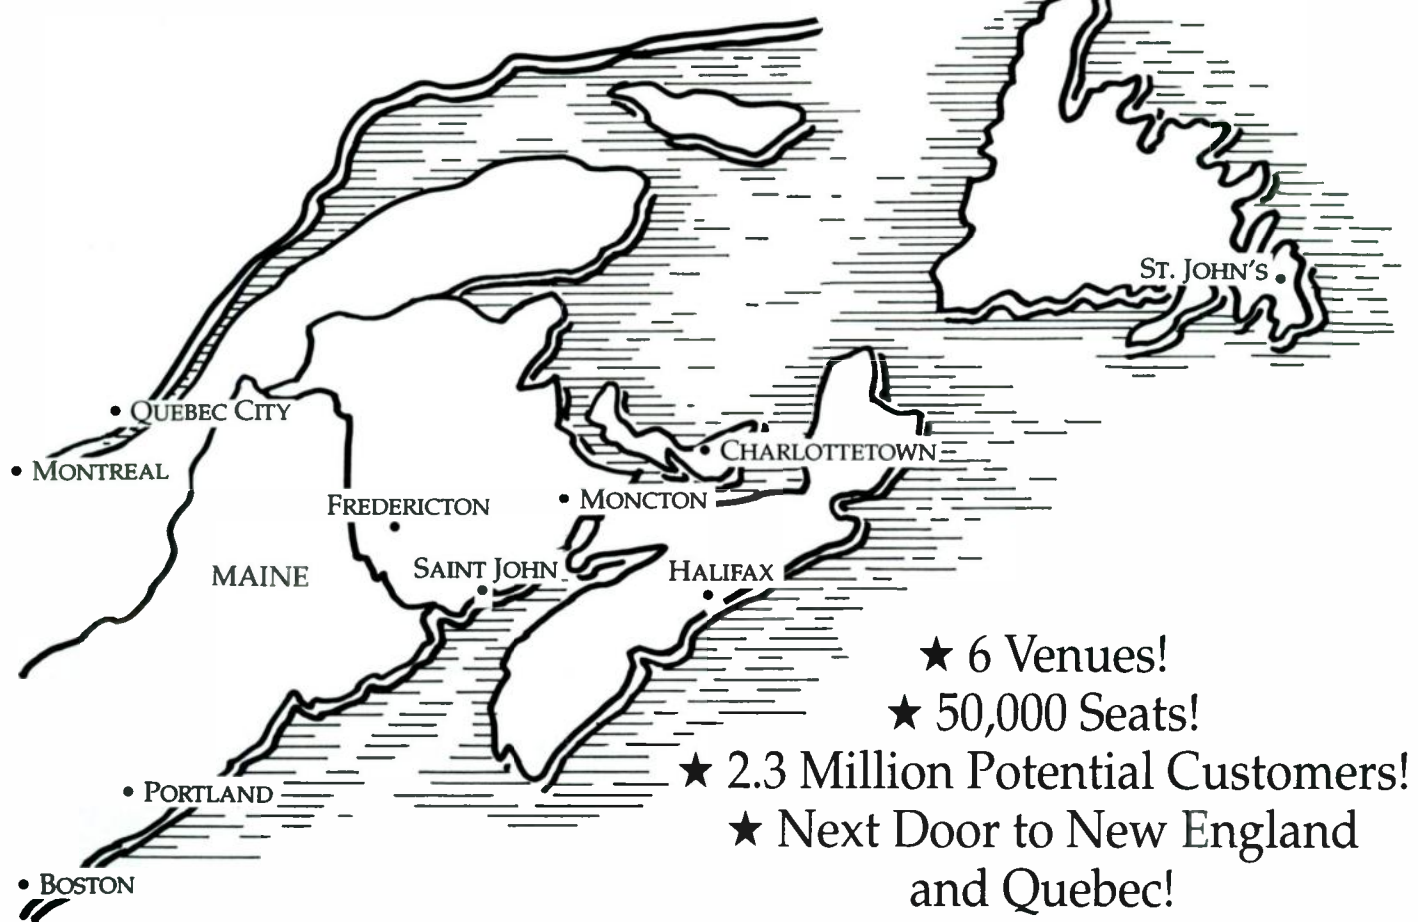 ST. JOHN'S
QUEBEC CITY
MONTREAL
CHARLOTTETOWN
FREDERICTON
MONCTON
SAINT JOHN
HALIFAX
MAINE
PORTLAND
BOSTON
★ 6 Venues!
★ 50,000 Seats!
★ 2.3 Million Potential Customers!
★ Next Door to New England
and Quebec!